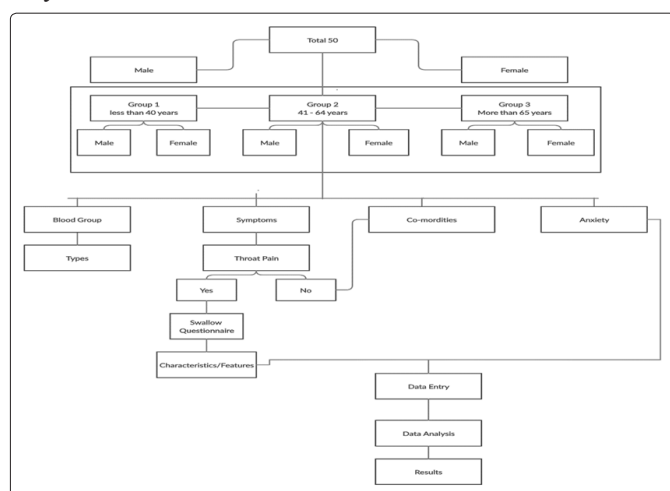 Total 50
Male
Female
Group 1
less than 40 years
Group 2
41 - 64 years
Group 3
More than 65 years
Male
Female
Male
Female
Male
Female
Blood Group
Symptoms
Co-mordities
Anxiety
Types
Throat Pain
Yes
No
Swallow
Questionnaire
Characteristics/Features
Data Entry
Data Analysis
Results